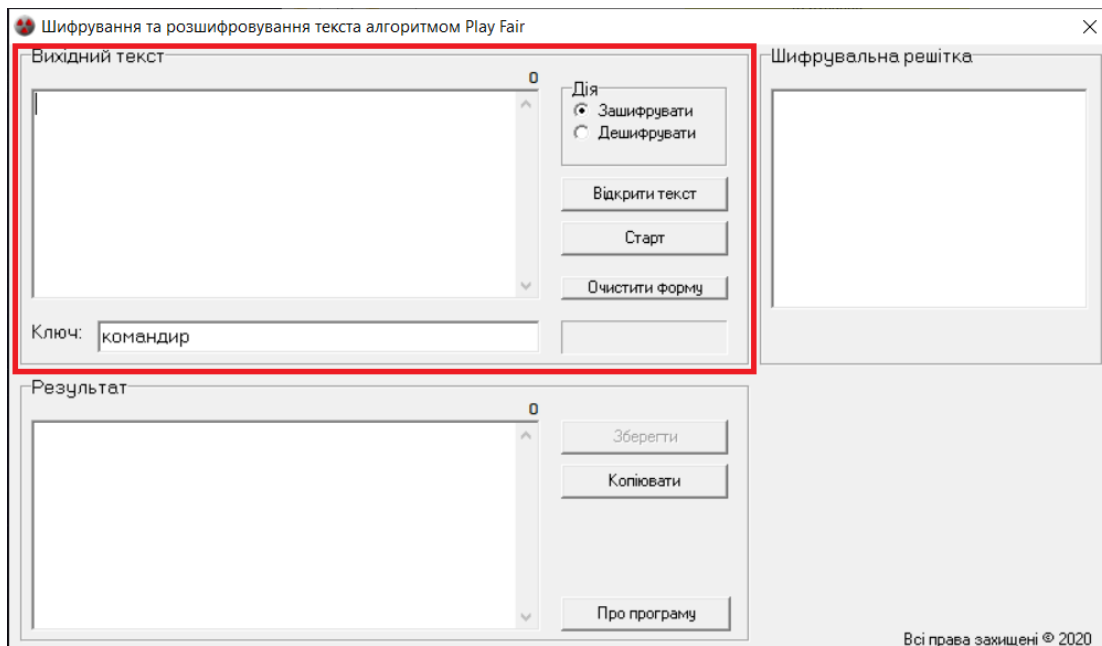 Шифрування та розшифровування текста алгоритмом Play Fair
Вихідний текст
0
Дія
Зашифрувати
Дешифрувати
Відкрити текст
Старт
Очистити форму
Ключ: командир
Шифрувальна решітка
Результат
0
Зберегти
Копіювати
Про програму
Всі права захищені © 2020